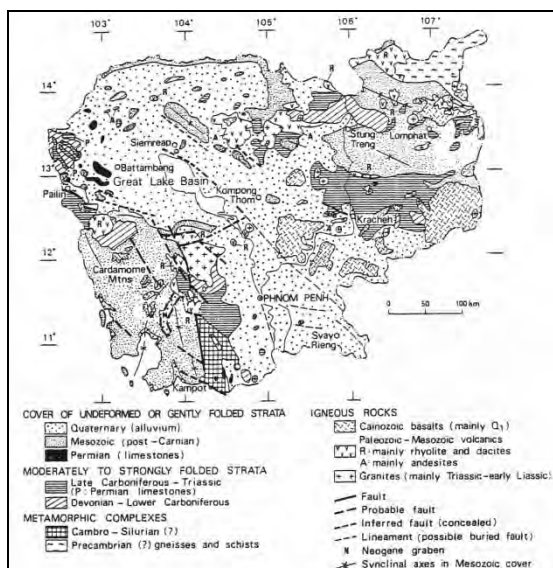 103° 104° 105° 106° 107°
14°
13°
12°
11°
Siemreap
Battambang
Great Lake Basin
Pailin
Kompong
Thom
Stung
Treng
Lomphat
Kracheh
Cardamome
Mtns
PHNOM PENH
Svayo
Rieng
Kampot
0 50 100 km
COVER OF UNDEFORMED OR GENTLY FOLDED STRATA
Quaternary (alluvium)
Mesozoic (post-Carnian)
Permian (limestones)
MODERATELY TO STRONGLY FOLDED STRATA
Late Carboniferous - Triassic
(P: Permian limestones)
Devonian - Lower Carboniferous
METAMORPHIC COMPLEXES
Cambro - Silurian (?)
Precambrian (?) gneisses and schists
IGNEOUS ROCKS
Cainozoic basalts (mainly Q1)
Paleozoic-Mesozoic volcanics
R-mainly rhyolite and dacites
A-mainly andesites
Granites (mainly Triassic-early Liassic)
Fault
Probable fault
Inferred fault (concealed)
Lineament (possible buried fault)
N Neogene graben
Synclinal axes in Mesozoic cover